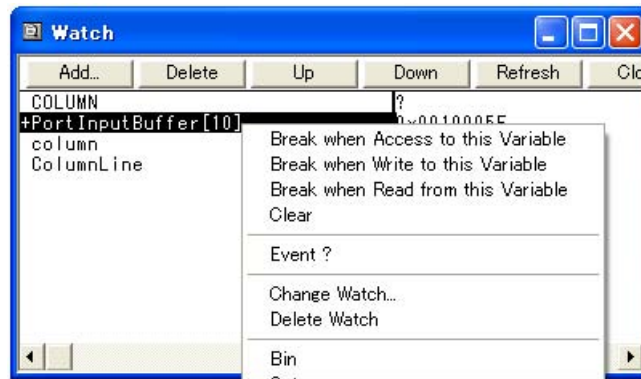 Watch
Add... Delete Up Down Refresh
COLUMN ?
+PortInputBuffer[10]
column
ColumnLine
Break when Access to this Variable
Break when Write to this Variable
Break when Read from this Variable
Clear
Event ?
Change Watch...
Delete Watch
Bin